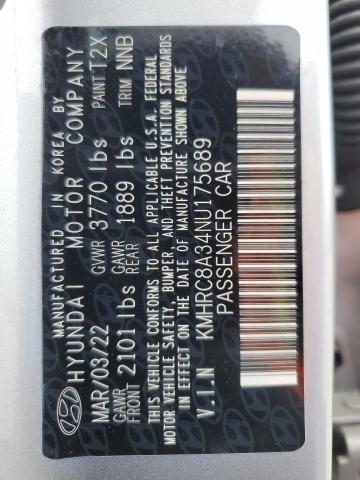 MANUFACTURED IN KOREA BY
HYUNDAI MOTOR COMPANY
MAR/03/22 GVWR 3770 lbs PAINT T2X
GAWR FRONT 2101 lbs GAWR REAR 1889 lbs TRIM NNB
THIS VEHICLE CONFORMS TO ALL APPLICABLE U.S.A. FEDERAL
MOTOR VEHICLE SAFETY, BUMPER, AND THEFT PREVENTION STANDARDS
IN EFFECT ON THE DATE OF MANUFACTURE SHOWN ABOVE
V.I.N KMHRC8A34NU175689
PASSENGER CAR